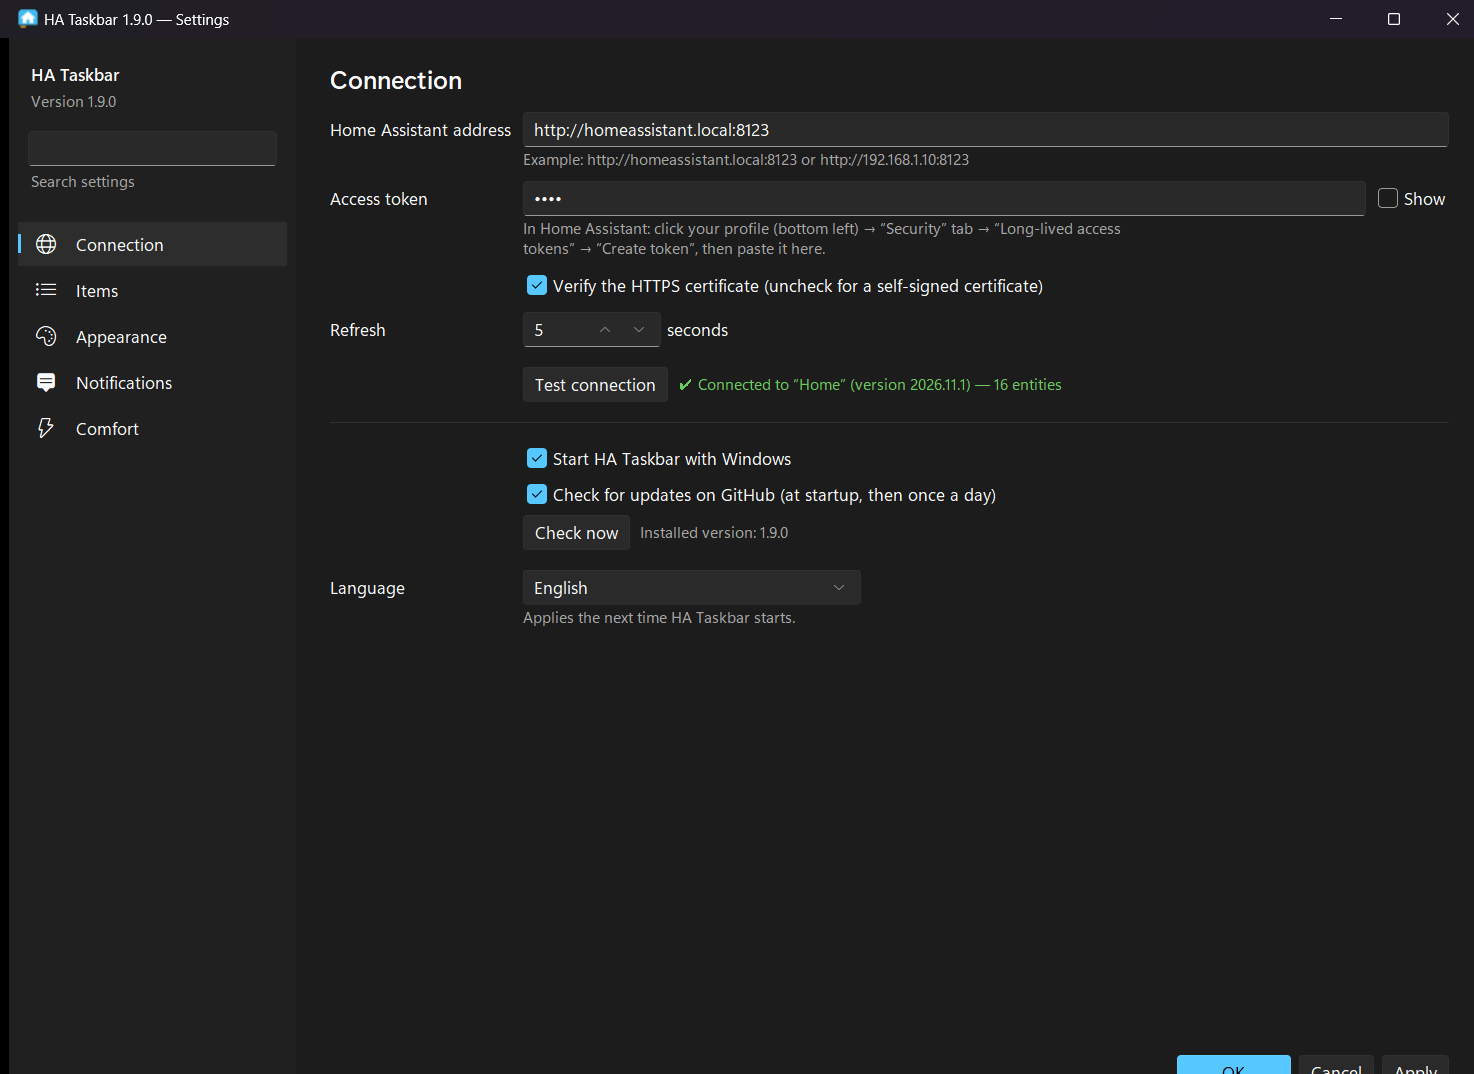 HA Taskbar 1.9.0 — Settings
HA Taskbar
Version 1.9.0
Search settings
Connection
Items
Appearance
Notifications
Comfort
Connection
Home Assistant address
http://homeassistant.local:8123
Example: http://homeassistant.local:8123 or http://192.168.1.10:8123
Access token
••••
Show
In Home Assistant: click your profile (bottom left) → “Security” tab → “Long-lived access
tokens” → “Create token”, then paste it here.
Verify the HTTPS certificate (uncheck for a self-signed certificate)
Refresh
5
seconds
Test connection
✔ Connected to “Home” (version 2026.11.1) — 16 entities
Start HA Taskbar with Windows
Check for updates on GitHub (at startup, then once a day)
Check now
Installed version: 1.9.0
Language
English
Applies the next time HA Taskbar starts.
OK
Cancel
Apply